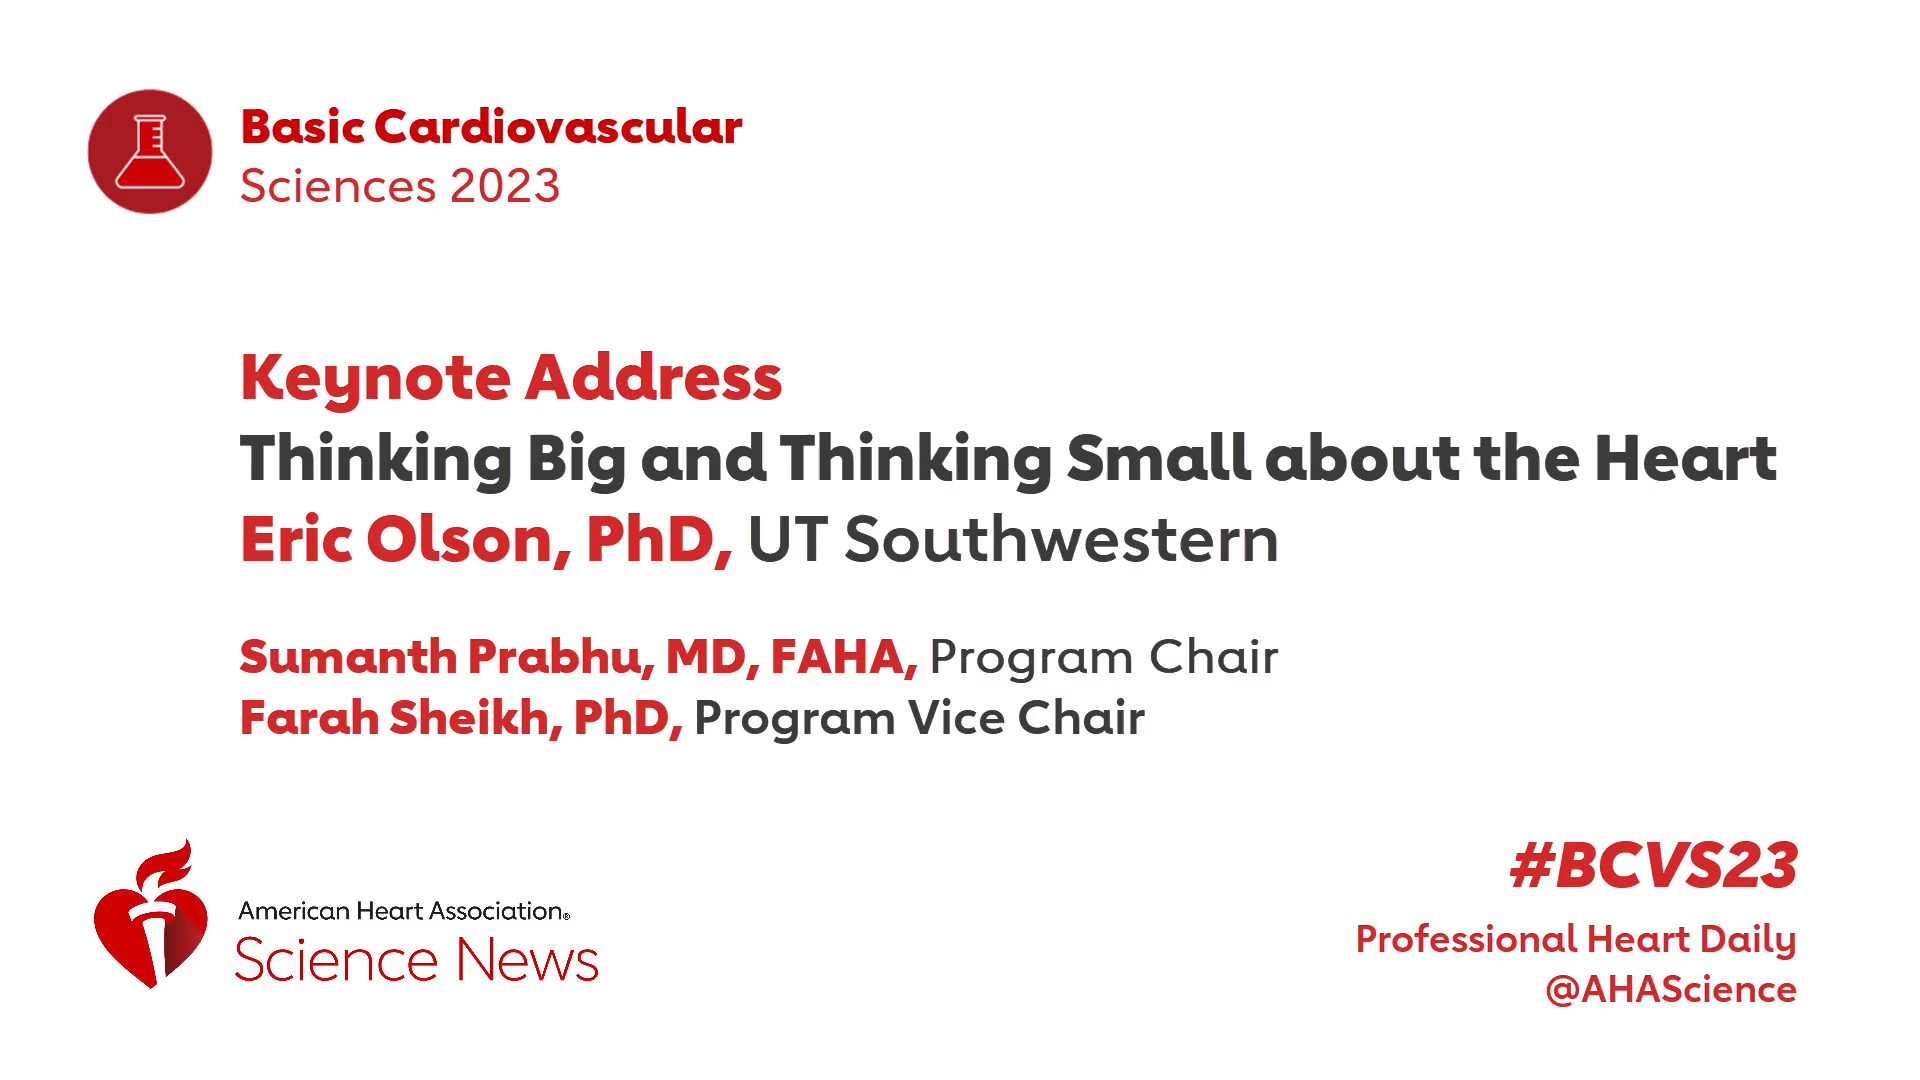 Basic Cardiovascular
Sciences 2023
Keynote Address
Thinking Big and Thinking Small about the Heart
Eric Olson, PhD, UT Southwestern
Sumanth Prabhu, MD, FAHA, Program Chair
Farah Sheikh, PhD, Program Vice Chair
American Heart Association®
Science News
#BCVS23
Professional Heart Daily
@AHAScience